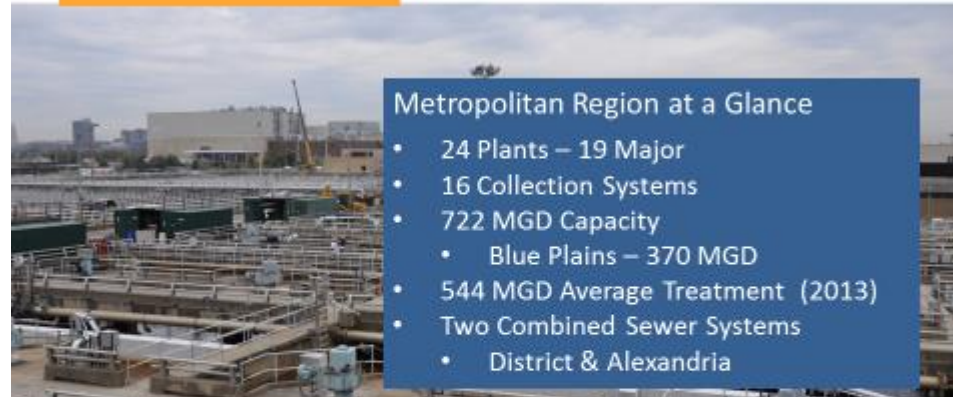 Metropolitan Region at a Glance
• 24 Plants – 19 Major
• 16 Collection Systems
• 722 MGD Capacity
• Blue Plains – 370 MGD
• 544 MGD Average Treatment (2013)
• Two Combined Sewer Systems
• District & Alexandria